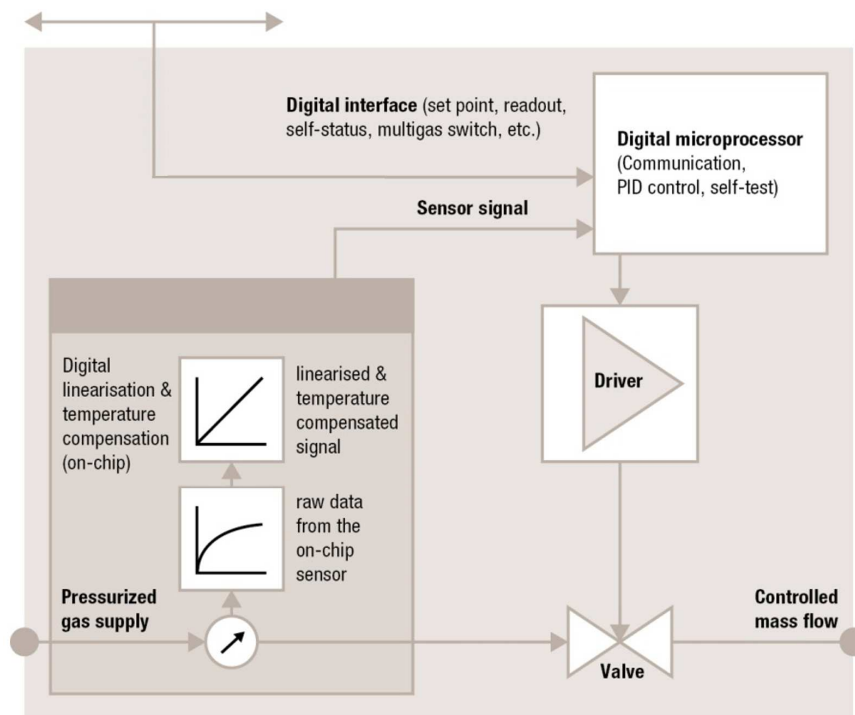 Digital interface (set point, readout,
self-status, multigas switch, etc.)
Digital microprocessor
(Communication,
PID control, self-test)
Sensor signal
Digital
linearisation &
temperature
compensation
(on-chip)
linearised &
temperature
compensated
signal
Driver
raw data
from the
on-chip
sensor
Pressurized
gas supply
Controlled
mass flow
Valve